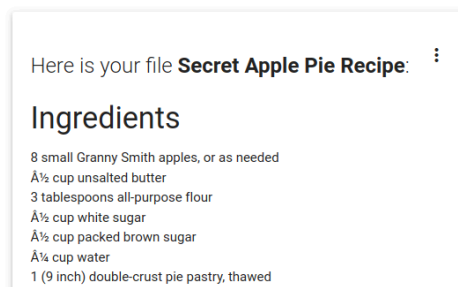 Here is your file Secret Apple Pie Recipe:
Ingredients
8 small Granny Smith apples, or as needed
Â½ cup unsalted butter
3 tablespoons all-purpose flour
Â½ cup white sugar
Â½ cup packed brown sugar
Â¼ cup water
1 (9 inch) double-crust pie pastry, thawed